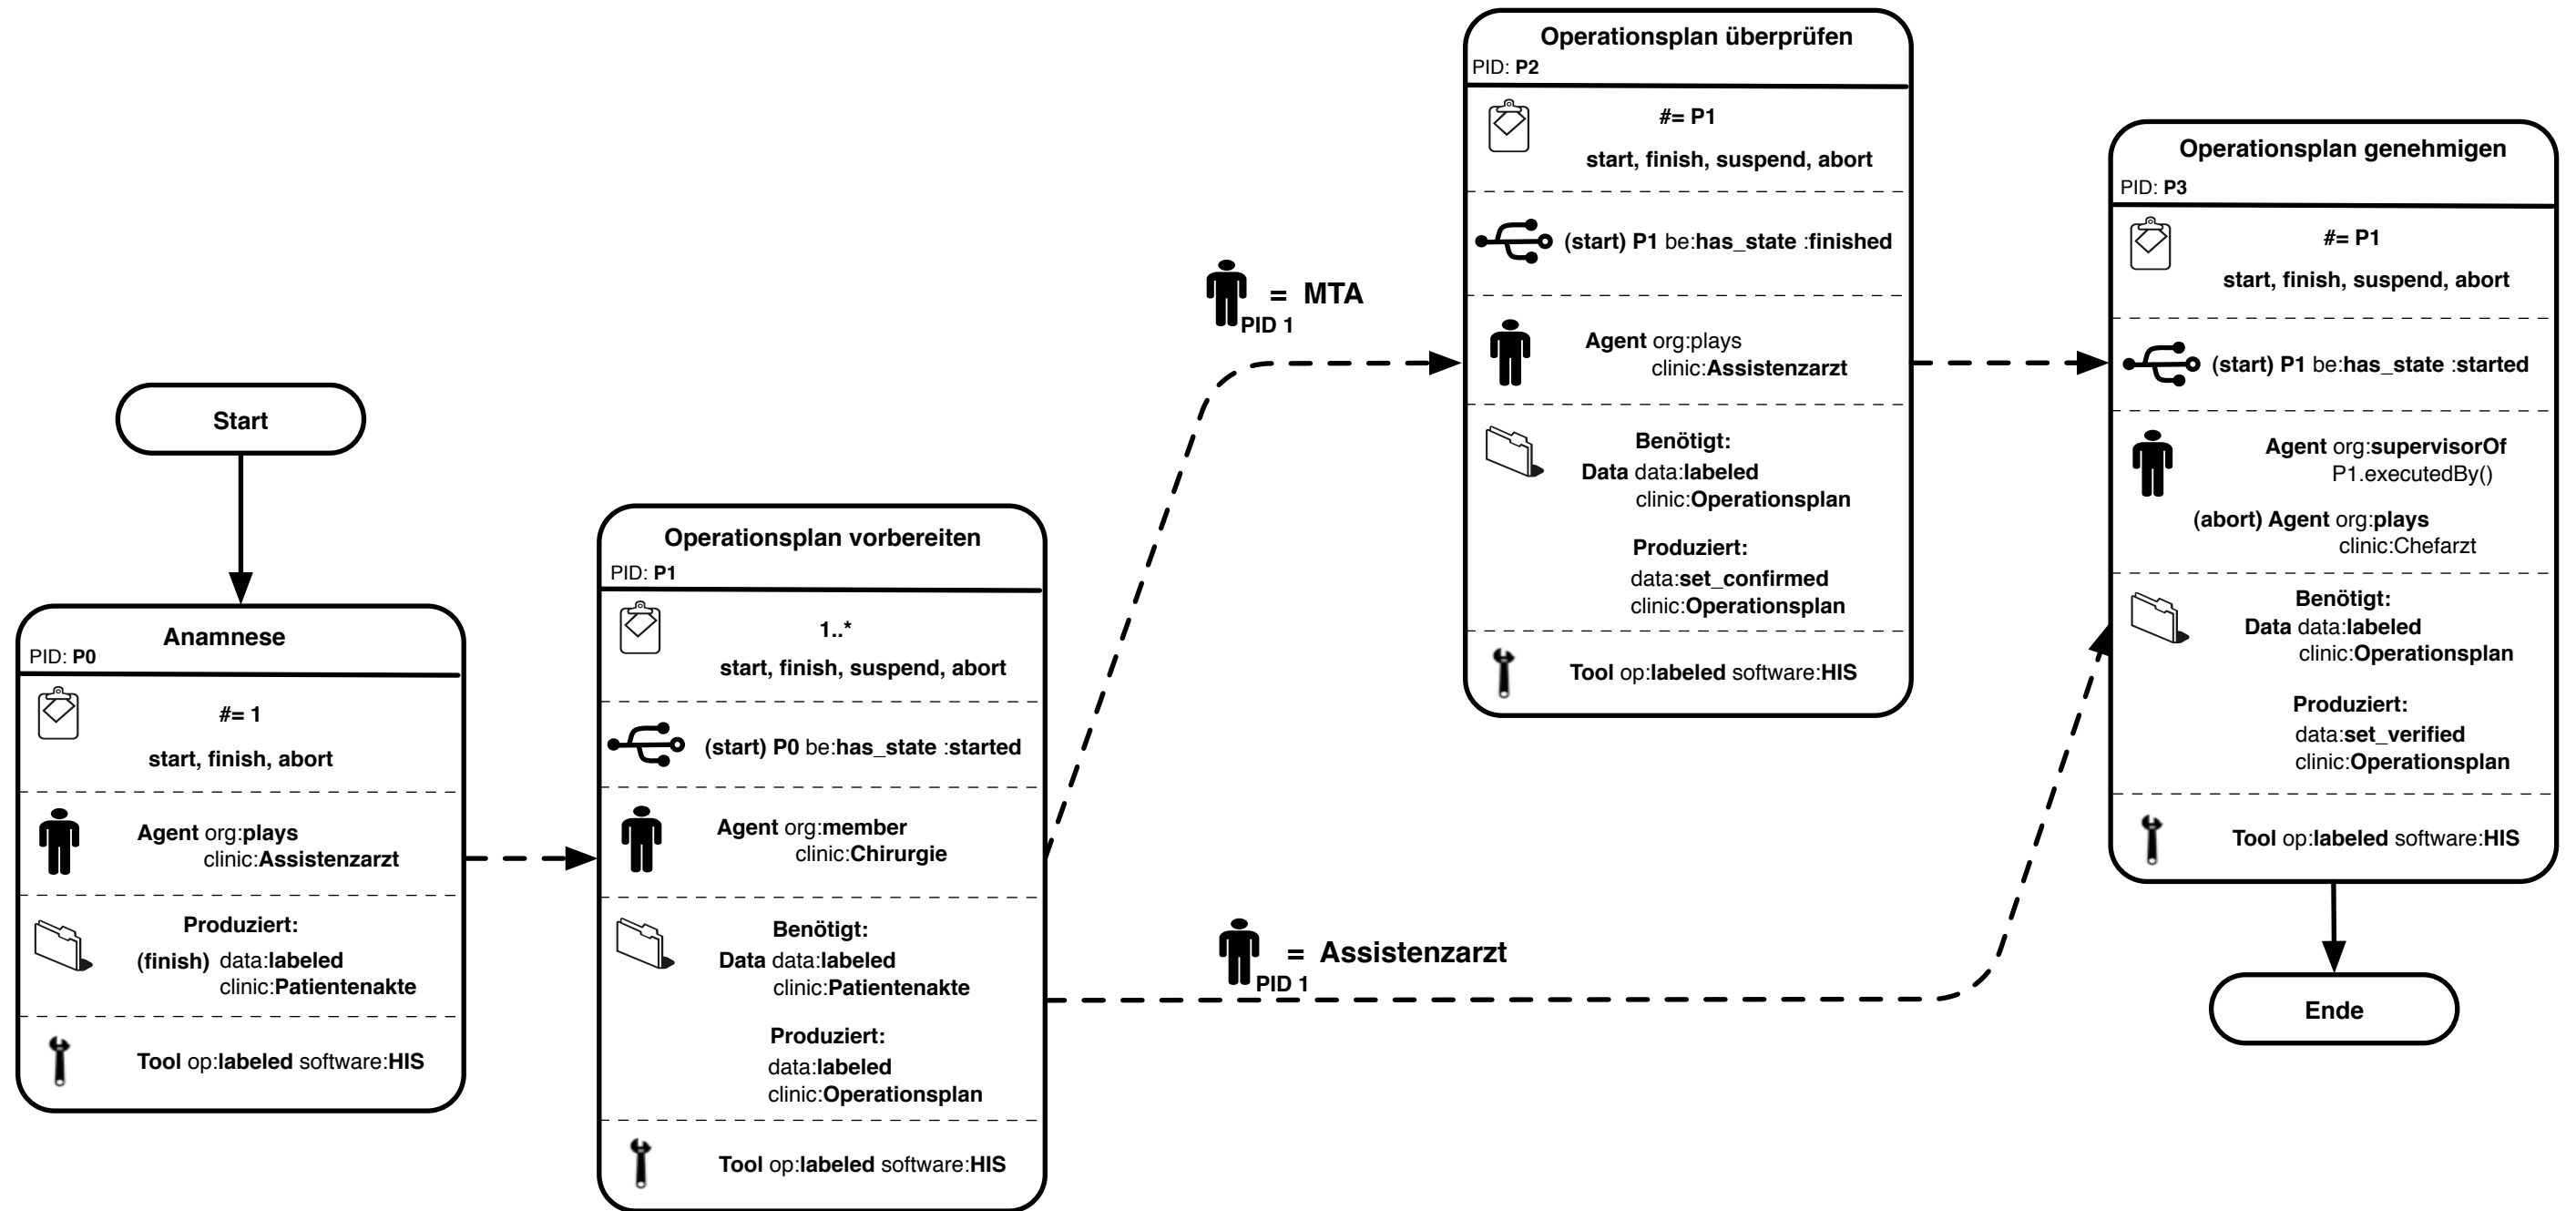 Start
Anamnese
PID: P0
#= 1
start, finish, abort
Agent org:plays
clinic:Assistenzarzt
Produziert:
(finish) data:labeled
clinic:Patientenakte
Tool op:labeled software:HIS
Operationsplan vorbereiten
PID: P1
1..*
start, finish, suspend, abort
(start) P0 be:has_state :started
Agent org:member
clinic:Chirurgie
Benötigt:
Data data:labeled
clinic:Patientenakte
Produziert:
data:labeled
clinic:Operationsplan
Tool op:labeled software:HIS
= MTA
PID 1
= Assistenzarzt
PID 1
Operationsplan überprüfen
PID: P2
#= P1
start, finish, suspend, abort
(start) P1 be:has_state :finished
Agent org:plays
clinic:Assistenzarzt
Benötigt:
Data data:labeled
clinic:Operationsplan
Produziert:
data:set_confirmed
clinic:Operationsplan
Tool op:labeled software:HIS
Operationsplan genehmigen
PID: P3
#= P1
start, finish, suspend, abort
(start) P1 be:has_state :started
Agent org:supervisorOf
P1.executedBy()
(abort) Agent org:plays
clinic:Chefarzt
Benötigt:
Data data:labeled
clinic:Operationsplan
Produziert:
data:set_verified
clinic:Operationsplan
Tool op:labeled software:HIS
Ende